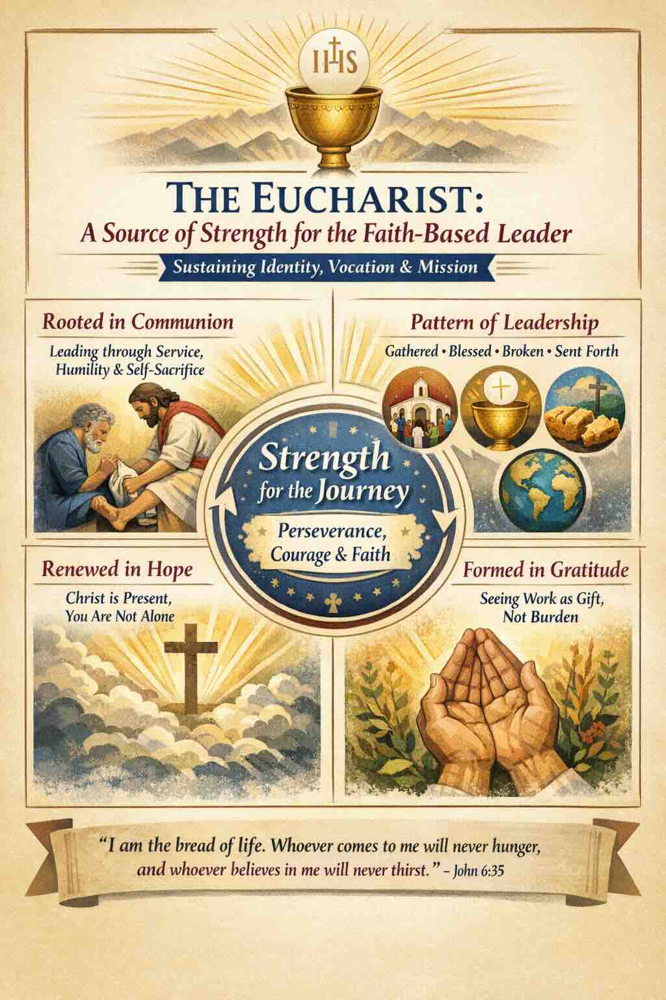 IHS
THE EUCHARIST:
A Source of Strength for the Faith-Based Leader
Sustaining Identity, Vocation & Mission
Rooted in Communion
Leading through Service,
Humility & Self-Sacrifice
Pattern of Leadership
Gathered • Blessed • Broken • Sent Forth
Strength
for the Journey
Perseverance,
Courage & Faith
Renewed in Hope
Christ is Present,
You Are Not Alone
Formed in Gratitude
Seeing Work as Gift,
Not Burden
“I am the bread of life. Whoever comes to me will never hunger,
and whoever believes in me will never thirst.” – John 6:35